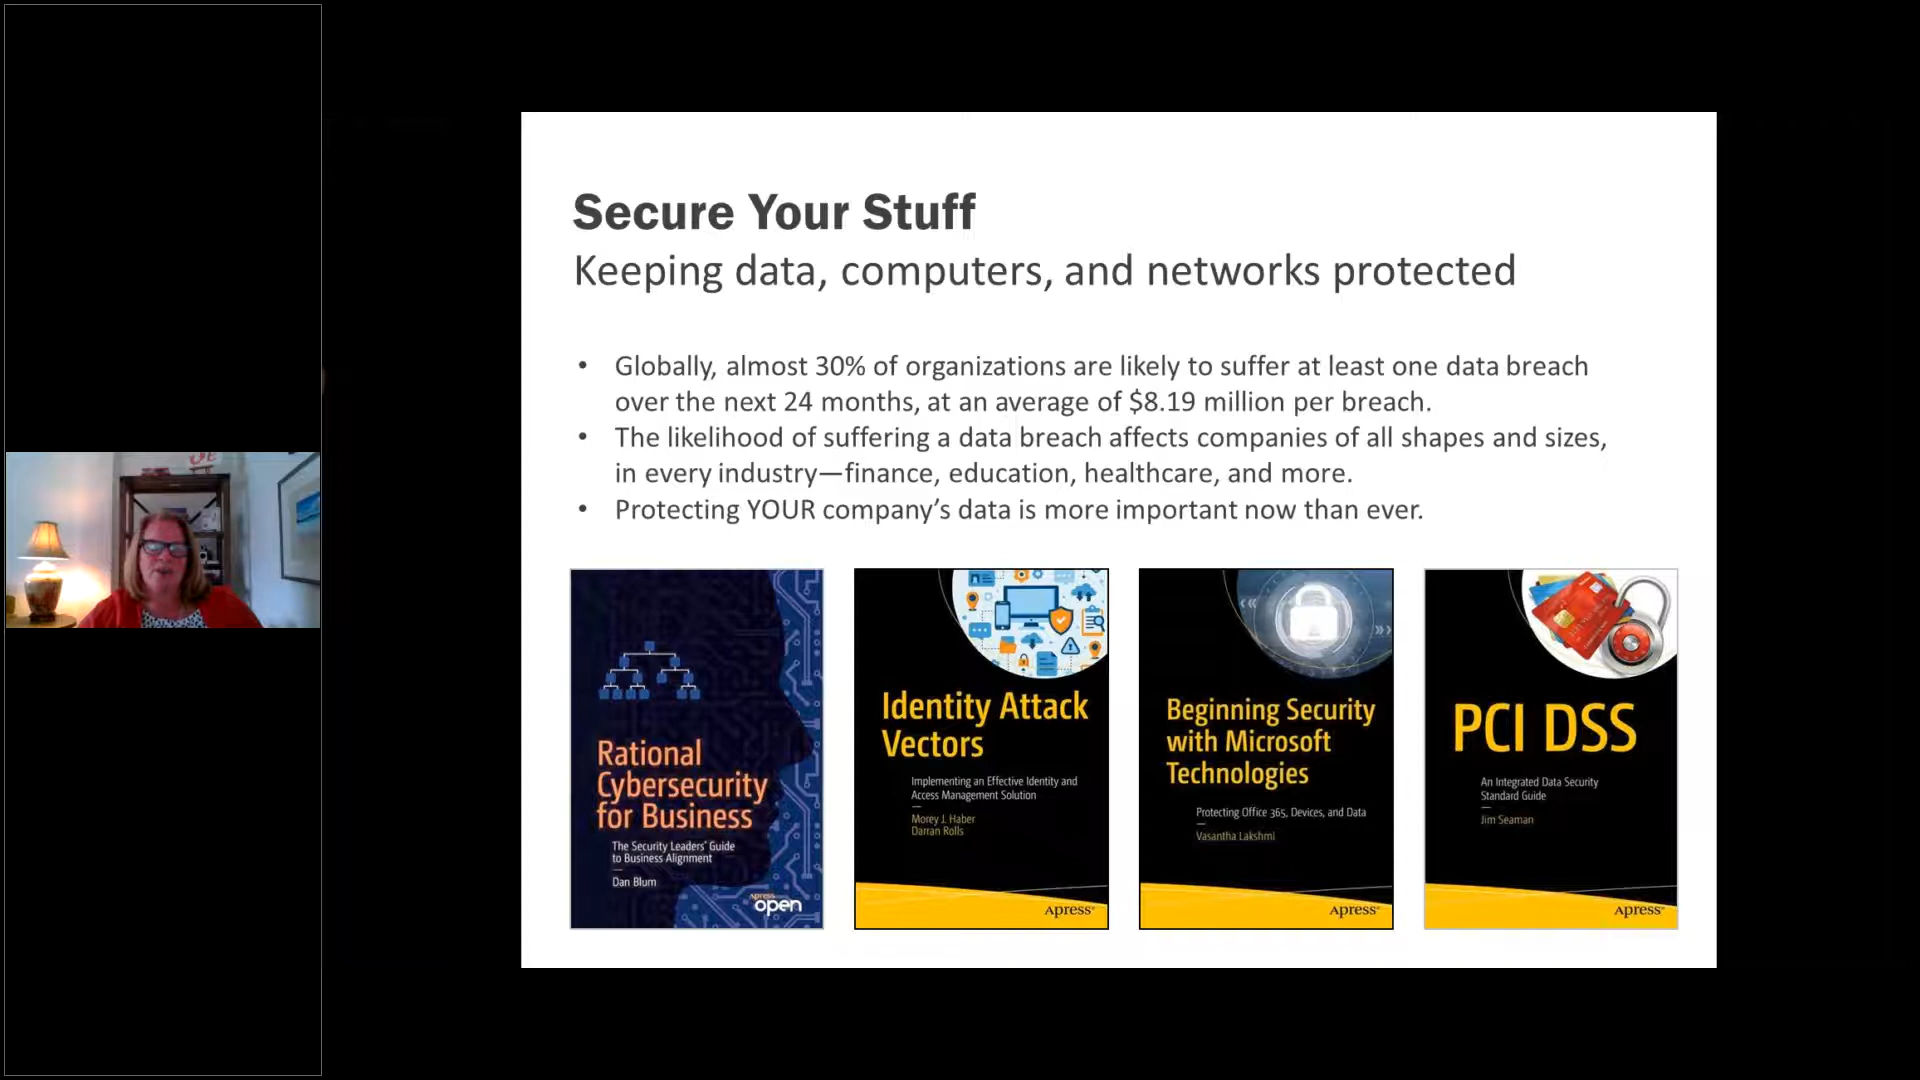 Secure Your Stuff
Keeping data, computers, and networks protected
• Globally, almost 30% of organizations are likely to suffer at least one data breach
over the next 24 months, at an average of $8.19 million per breach.
• The likelihood of suffering a data breach affects companies of all shapes and sizes,
in every industry—finance, education, healthcare, and more.
• Protecting YOUR company’s data is more important now than ever.
Rational
Cybersecurity
for Business
The Security Leaders’ Guide
to Business Alignment
—
Dan Blum
Apress
open
Identity Attack
Vectors
Implementing an Effective Identity and
Access Management Solution
—
Morey J. Haber
Darran Rolls
Apress®
Beginning Security
with Microsoft
Technologies
Protecting Office 365, Devices, and Data
—
Vasantha Lakshmi
Apress®
PCI DSS
An Integrated Data Security
Standard Guide
—
Jim Seaman
Apress®